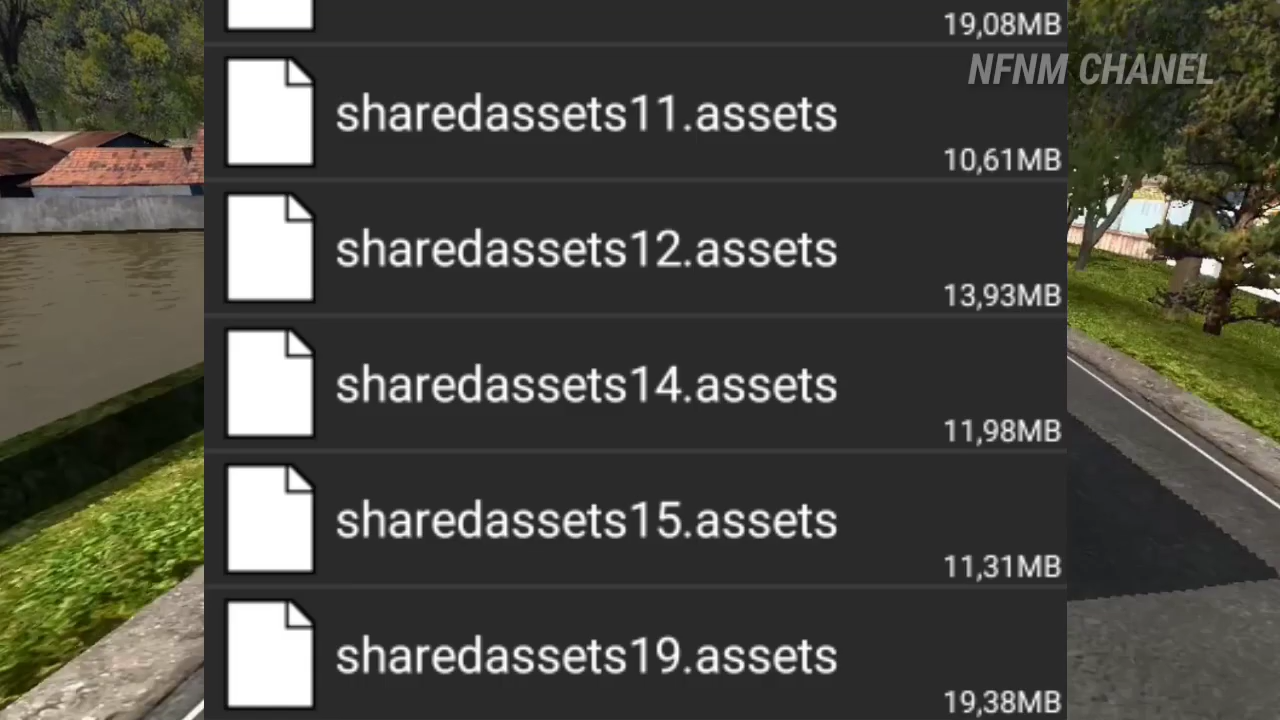 19,08MB
NFNM CHANEL
sharedassets11.assets
10,61MB
sharedassets12.assets
13,93MB
sharedassets14.assets
11,98MB
sharedassets15.assets
11,31MB
sharedassets19.assets
19,38MB